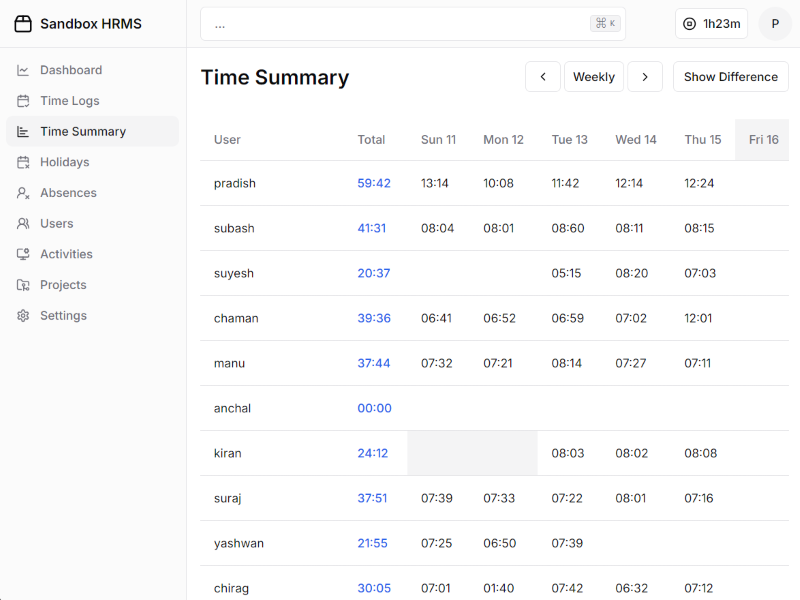 Sandbox HRMS
...
⌘ K
1h23m
P
Dashboard
Time Logs
Time Summary
Holidays
Absences
Users
Activities
Projects
Settings
Time Summary
Weekly
Show Difference
User Total Sun 11 Mon 12 Tue 13 Wed 14 Thu 15 Fri 16
pradish 59:42 13:14 10:08 11:42 12:14 12:24
subash 41:31 08:04 08:01 08:60 08:11 08:15
suyesh 20:37 05:15 08:20 07:03
chaman 39:36 06:41 06:52 06:59 07:02 12:01
manu 37:44 07:32 07:21 08:14 07:27 07:11
anchal 00:00
kiran 24:12 08:03 08:02 08:08
suraj 37:51 07:39 07:33 07:22 08:01 07:16
yashwan 21:55 07:25 06:50 07:39
chirag 30:05 07:01 01:40 07:42 06:32 07:12